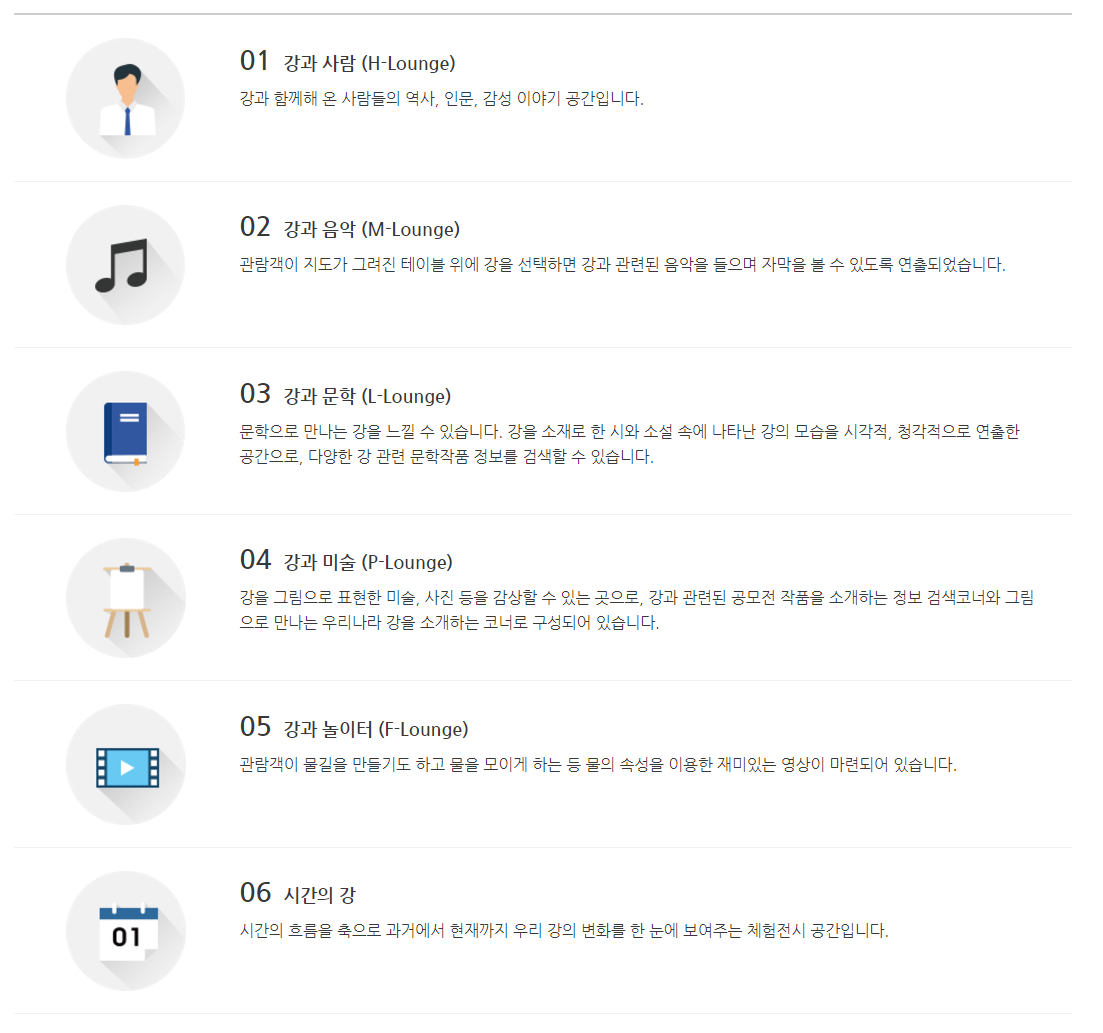 01 강과 사람 (H-Lounge)
강과 함께해 온 사람들의 역사, 인문, 감성 이야기 공간입니다.
02 강과 음악 (M-Lounge)
관람객이 지도가 그려진 테이블 위에 강을 선택하면 강과 관련된 음악을 들으며 자막을 볼 수 있도록 연출되었습니다.
03 강과 문학 (L-Lounge)
문학으로 만나는 강을 느낄 수 있습니다. 강을 소재로 한 시와 소설 속에 나타난 강의 모습을 시각적, 청각적으로 연출한
공간으로, 다양한 강 관련 문학작품 정보를 검색할 수 있습니다.
04 강과 미술 (P-Lounge)
강을 그림으로 표현한 미술, 사진 등을 감상할 수 있는 곳으로, 강과 관련된 공모전 작품을 소개하는 정보 검색코너와 그림
으로 만나는 우리나라 강을 소개하는 코너로 구성되어 있습니다.
05 강과 놀이터 (F-Lounge)
관람객이 물길을 만들기도 하고 물을 모이게 하는 등 물의 속성을 이용한 재미있는 영상이 마련되어 있습니다.
06 시간의 강
01
시간의 흐름을 축으로 과거에서 현재까지 우리 강의 변화를 한 눈에 보여주는 체험전시 공간입니다.